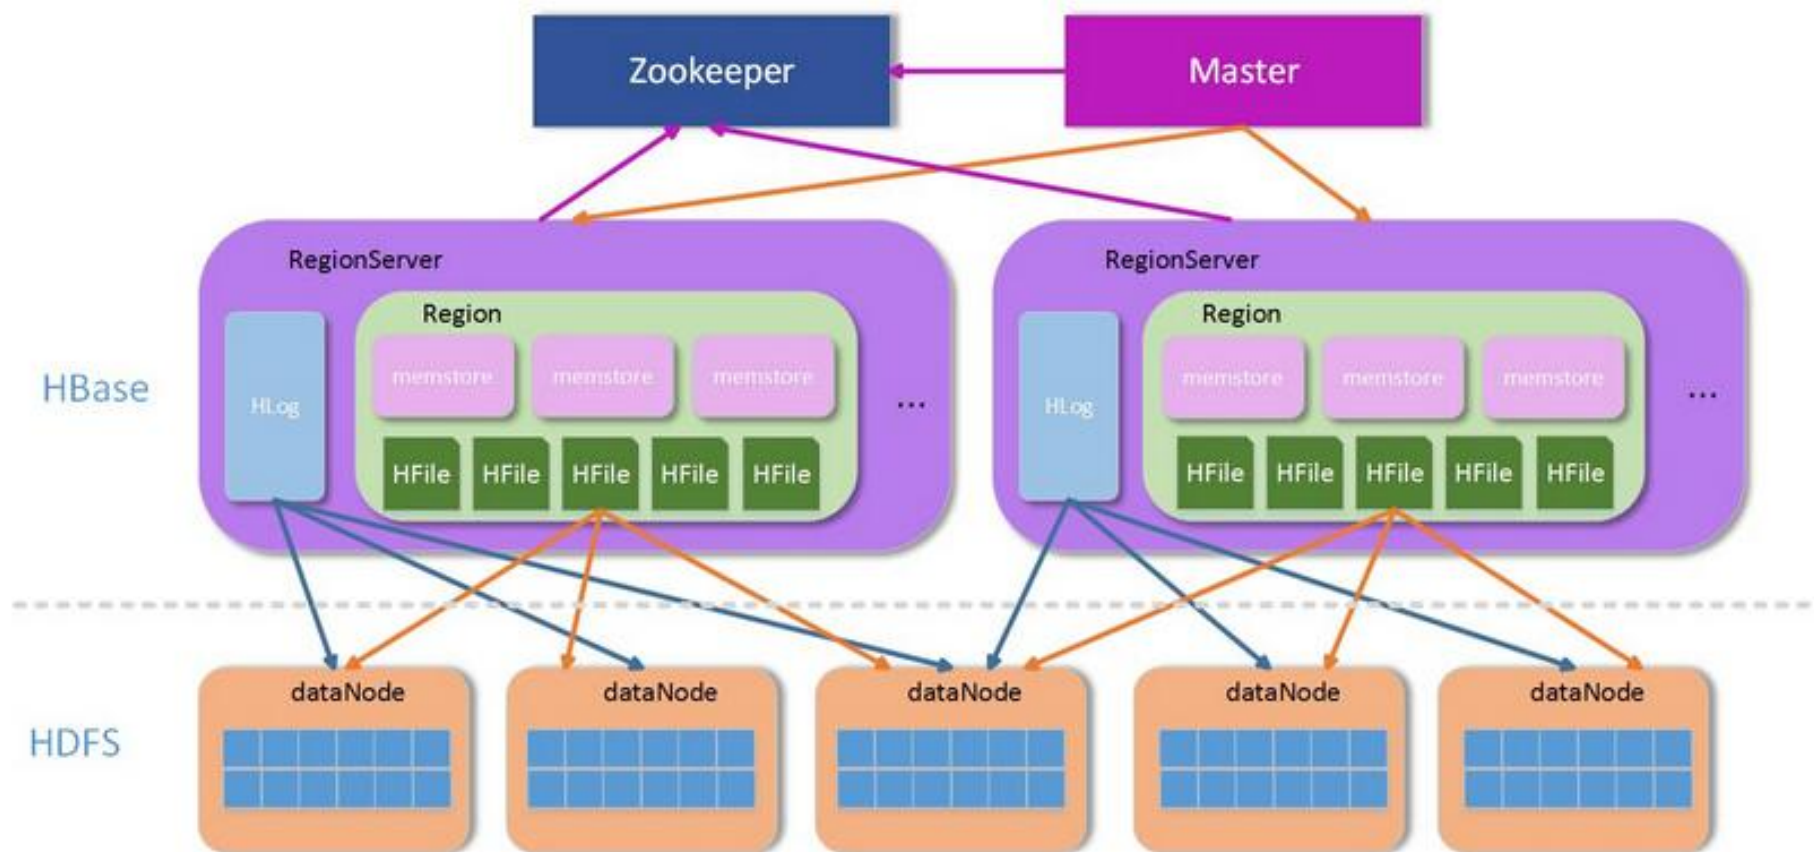 Zookeeper
Master
RegionServer
RegionServer
Region
Region
memstore memstore memstore
memstore memstore memstore
HBase
HLog
...
HLog
...
HFile HFile HFile HFile HFile
HFile HFile HFile HFile HFile
dataNode
dataNode
dataNode
dataNode
dataNode
HDFS